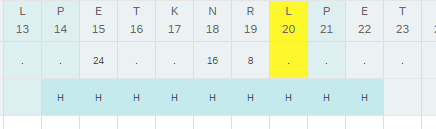 L P E T K N R L P E T
13 14 15 16 17 18 19 20 21 22 23
. . 24 . . 16 8 . . . .
H H H H H H H H H